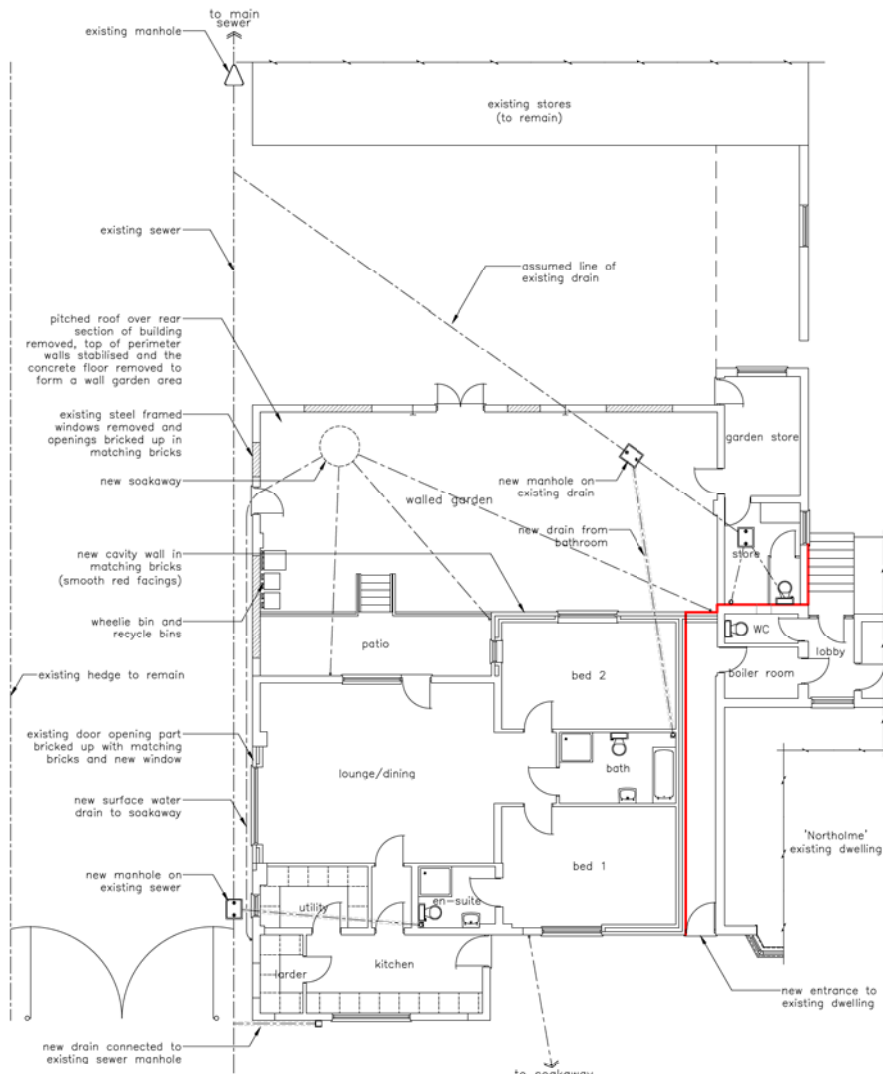 to main
sewer
existing manhole
existing stores
(to remain)
existing sewer
assumed line of
existing drain
pitched roof over rear
section of building
removed, top of perimeter
walls stabilised and the
concrete floor removed to
form a wall garden area
existing steel framed
windows removed and
openings bricked up in
matching bricks
garden store
new soakaway
new manhole on
existing drain
walled garden
new drain from
bathroom
store
new cavity wall in
matching bricks
(smooth red facings)
wheelie bin and
recycle bins
WC
lobby
patio
boiler room
existing hedge to remain
bed 2
existing door opening part
bricked up with matching
bricks and new window
lounge/dining
bath
new surface water
drain to soakaway
'Northolme'
existing dwelling
bed 1
new manhole on
existing sewer
utility
en-suite
kitchen
larder
new entrance to
existing dwelling
new drain connected to
existing sewer manhole
to soakaway